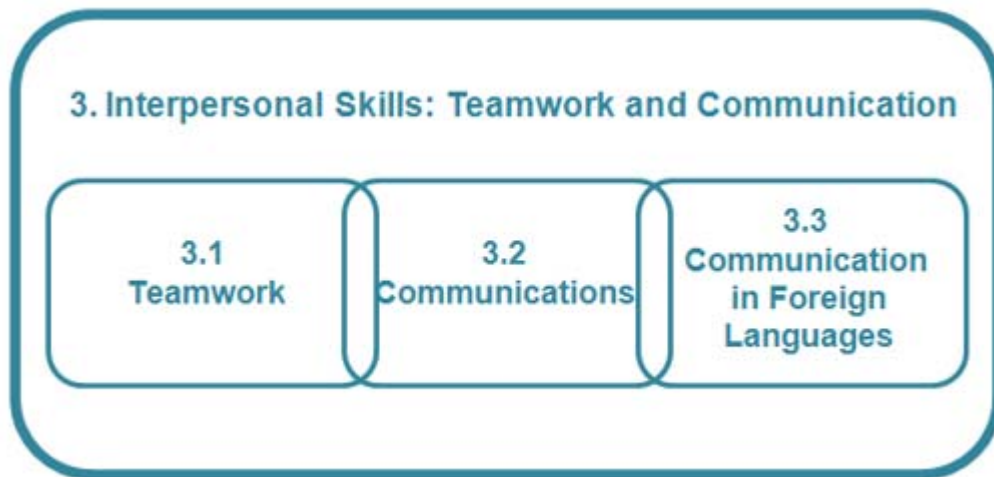 3. Interpersonal Skills: Teamwork and Communication
3.1
Teamwork
3.2
Communications
3.3
Communication
in Foreign
Languages